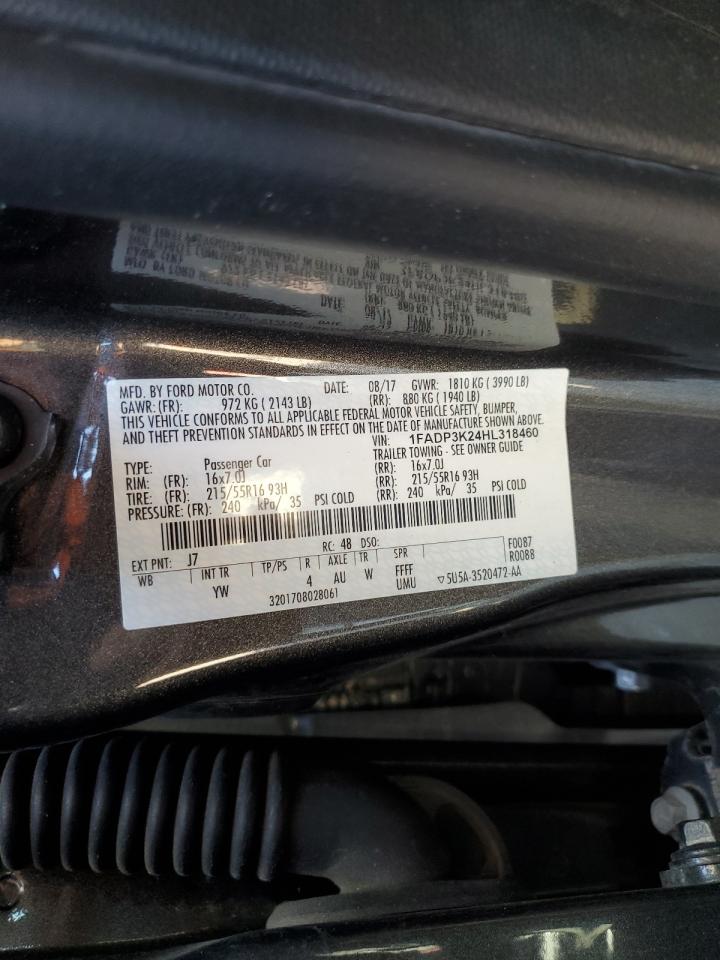 MFD. BY FORD MOTOR CO. DATE: 08/17 GVWR: 1810 KG ( 3990 LB)
GAWR: (FR): 972 KG ( 2143 LB) (RR): 880 KG ( 1940 LB)
THIS VEHICLE CONFORMS TO ALL APPLICABLE FEDERAL MOTOR VEHICLE SAFETY, BUMPER,
AND THEFT PREVENTION STANDARDS IN EFFECT ON THE DATE OF MANUFACTURE SHOWN ABOVE.
VIN: 1FADP3K24HL318460
TYPE: Passenger Car TRAILER TOWING - SEE OWNER GUIDE
RIM: (FR): 16x7.0J (RR): 16x7.0J
TIRE: (FR): 215/55R16 93H (RR): 215/55R16 93H
PRESSURE: (FR): 240 kPa/ 35 PSI COLD (RR): 240 kPa/ 35 PSI COLD
EXT PNT: J7 RC: 48 DSO: F0087
WB INT TR TP/PS R AXLE TR SPR R0088
YW 4 AU W FFFF
UMU ▽5U5A-3520472-AA
3201708028061